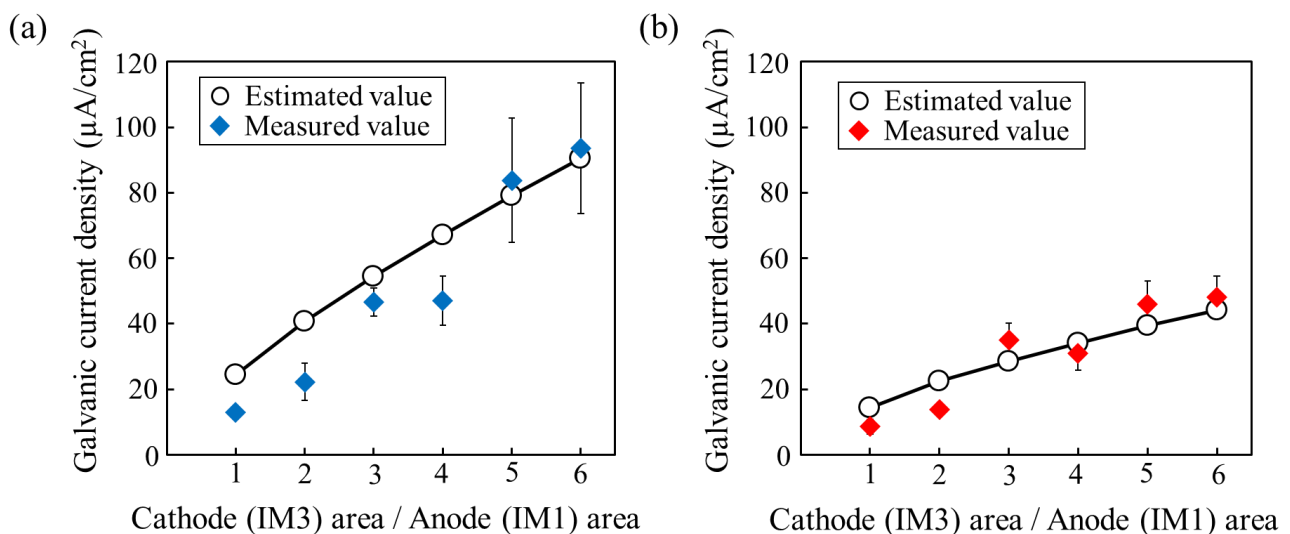 (a)
Galvanic current density (µA/cm²)
120
100
80
60
40
20
0
Estimated value
Measured value
1 2 3 4 5 6
Cathode (IM3) area / Anode (IM1) area
(b)
Galvanic current density (µA/cm²)
120
100
80
60
40
20
0
Estimated value
Measured value
1 2 3 4 5 6
Cathode (IM3) area / Anode (IM1) area